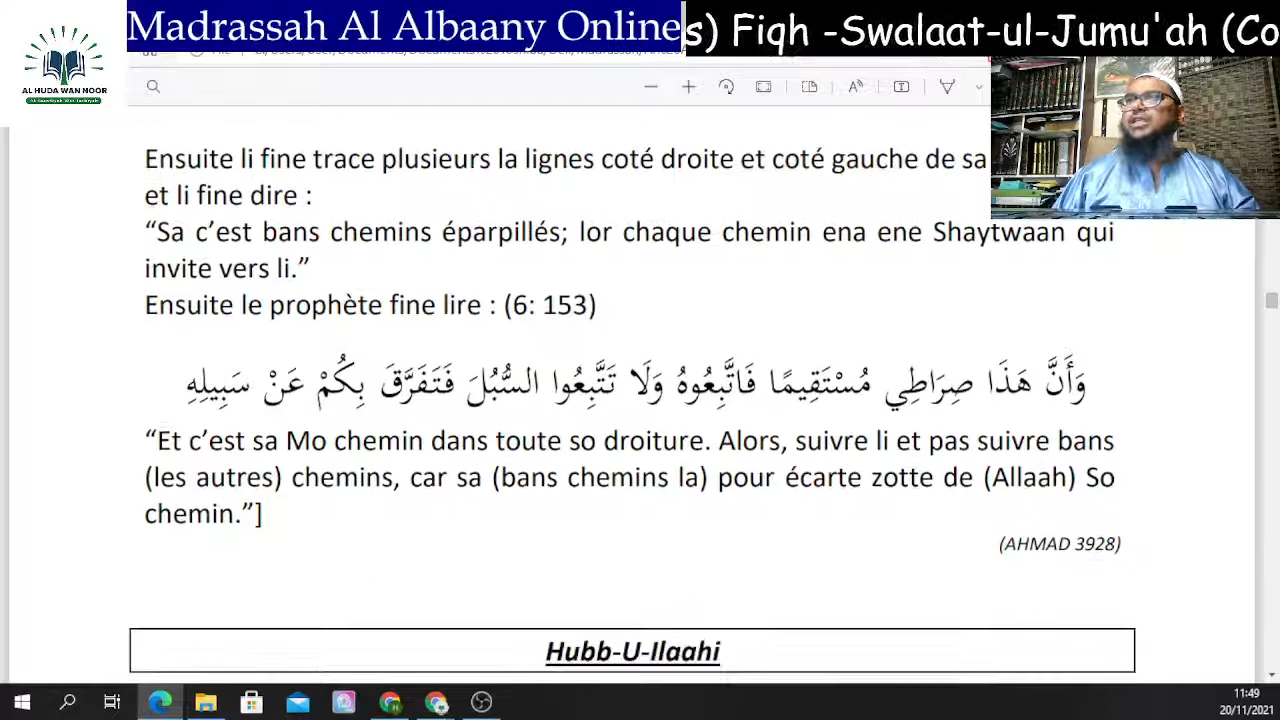 Madrassah Al Albaany Online
s) Fiqh -Swalaat-ul-Jumu'ah (Co
AL HUDA WAN NOOR
Ensuite li fine trace plusieurs la lignes coté droite et coté gauche de sa
et li fine dire :
“Sa c’est bans chemins éparpillés; lor chaque chemin ena ene Shaytwaan qui
invite vers li.”
Ensuite le prophète fine lire : (6: 153)
وَأَنَّ هَذَا صِرَاطِي مُسْتَقِيمًا فَاتَّبِعُوهُ وَلَا تَتَّبِعُوا السُّبُلَ فَتَفَرَّقَ بِكُمْ عَنْ سَبِيلِهِ
“Et c’est sa Mo chemin dans toute so droiture. Alors, suivre li et pas suivre bans
(les autres) chemins, car sa (bans chemins la) pour écarte zotte de (Allaah) So
chemin.”]
(AHMAD 3928)
Hubb-U-Ilaahi
11:49
20/11/2021